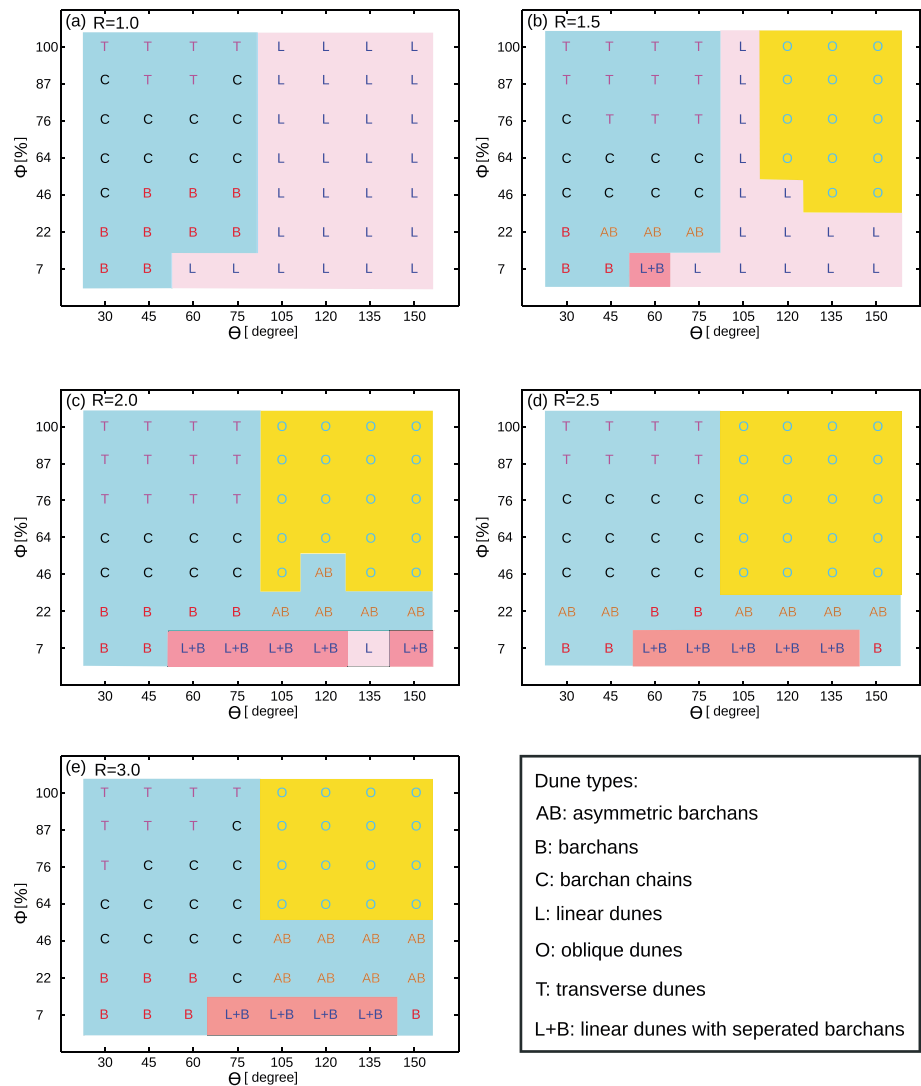 (a) R=1.0
Φ [%]
100 T T T T L L L L
87 C T T C L L L L
76 C C C C L L L L
64 C C C C L L L L
46 C B B B L L L L
22 B B B B L L L L
7 B B L L L L L L
30 45 60 75 105 120 135 150
Θ [ degree]
(b) R=1.5
Φ [%]
100 T T T T L O O O
87 T T T T L O O O
76 C T T T L O O O
64 C C C C L O O O
46 C C C C L L O O
22 B AB AB AB L L L L
7 B B L+B L L L L L
30 45 60 75 105 120 135 150
Θ [ degree]
(c) R=2.0
Φ [%]
100 T T T T O O O O
87 T T T T O O O O
76 T T T T O O O O
64 C C C C O O O O
46 C C C C O AB O O
22 B B B B AB AB AB AB
7 B B L+B L+B L+B L+B L L+B
30 45 60 75 105 120 135 150
Θ [ degree]
(d) R=2.5
Φ [%]
100 T T T T O O O O
87 T T T T O O O O
76 C C C C O O O O
64 C C C C O O O O
46 C C C C O O O O
22 AB AB B B AB AB AB AB
7 B B L+B L+B L+B L+B L+B B
30 45 60 75 105 120 135 150
Θ [ degree]
(e) R=3.0
Φ [%]
100 T T T T O O O O
87 T T T C O O O O
76 T C C C O O O O
64 C C C C O O O O
46 C C C C AB AB AB AB
22 B B B C AB AB AB AB
7 B B B L+B L+B L+B L+B B
30 45 60 75 105 120 135 150
Θ [ degree]
Dune types:
AB: asymmetric barchans
B: barchans
C: barchan chains
L: linear dunes
O: oblique dunes
T: transverse dunes
L+B: linear dunes with seperated barchans